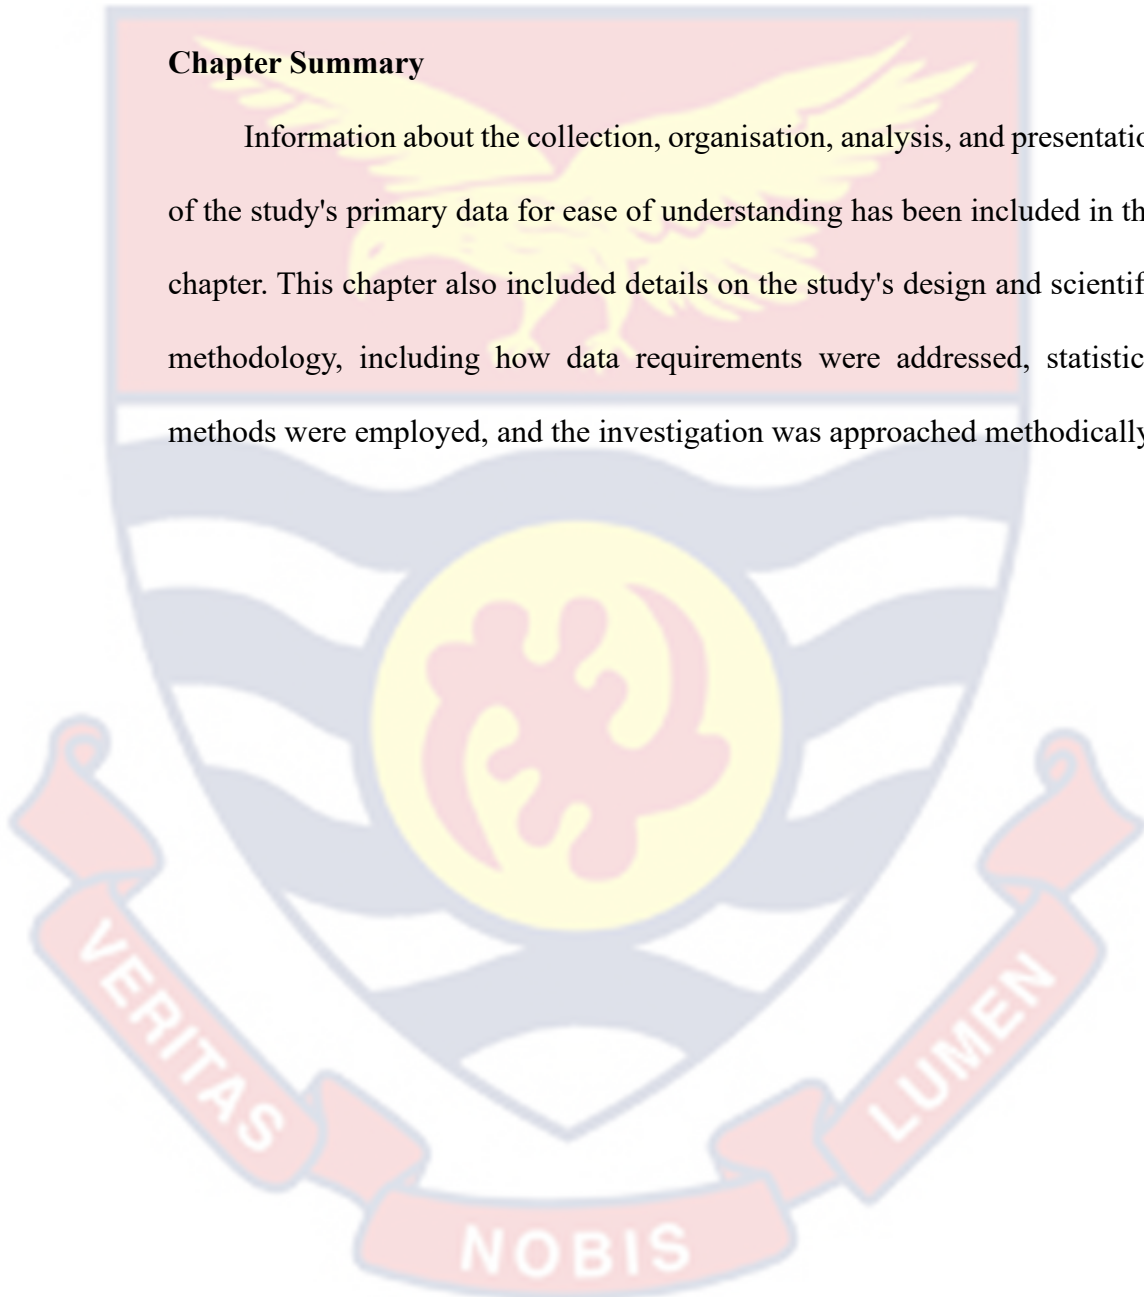 Chapter Summary
Information about the collection, organisation, analysis, and presentatio
of the study's primary data for ease of understanding has been included in th
chapter. This chapter also included details on the study's design and scientif
methodology, including how data requirements were addressed, statistic
methods were employed, and the investigation was approached methodically
VERITAS
NOBIS
LUMEN